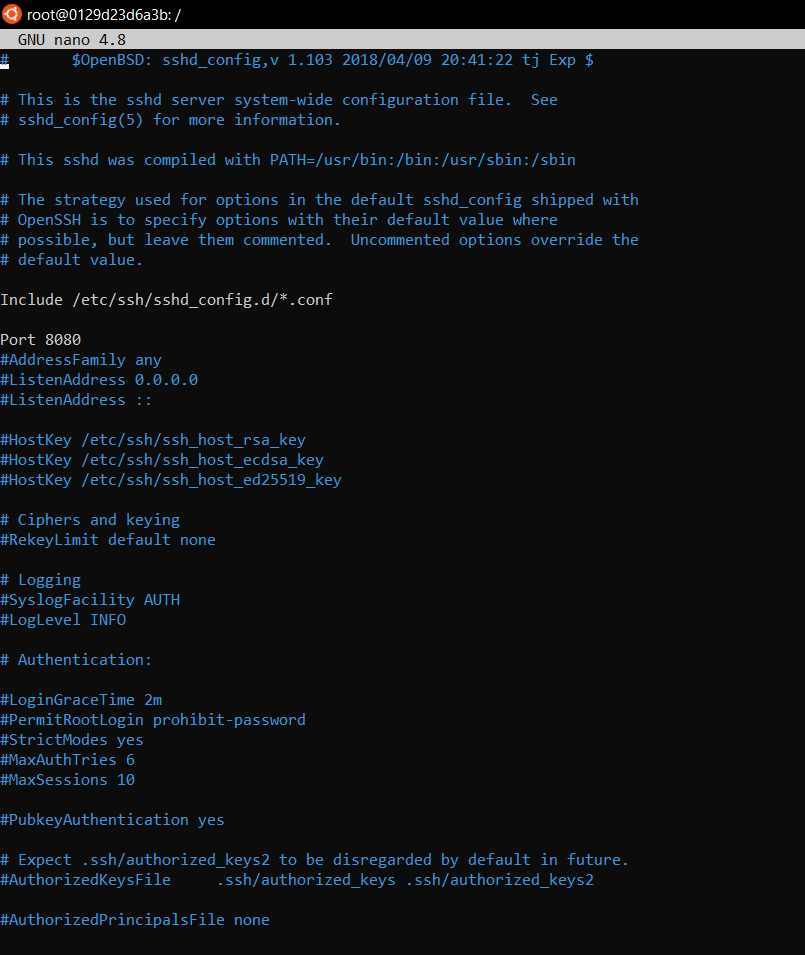 root@0129d23d6a3b: /
GNU nano 4.8
#       $OpenBSD: sshd_config,v 1.103 2018/04/09 20:41:22 tj Exp $
# This is the sshd server system-wide configuration file.  See
# sshd_config(5) for more information.
# This sshd was compiled with PATH=/usr/bin:/bin:/usr/sbin:/sbin
# The strategy used for options in the default sshd_config shipped with
# OpenSSH is to specify options with their default value where
# possible, but leave them commented.  Uncommented options override the
# default value.
Include /etc/ssh/sshd_config.d/*.conf
Port 8080
#AddressFamily any
#ListenAddress 0.0.0.0
#ListenAddress ::
#HostKey /etc/ssh/ssh_host_rsa_key
#HostKey /etc/ssh/ssh_host_ecdsa_key
#HostKey /etc/ssh/ssh_host_ed25519_key
# Ciphers and keying
#RekeyLimit default none
# Logging
#SyslogFacility AUTH
#LogLevel INFO
# Authentication:
#LoginGraceTime 2m
#PermitRootLogin prohibit-password
#StrictModes yes
#MaxAuthTries 6
#MaxSessions 10
#PubkeyAuthentication yes
# Expect .ssh/authorized_keys2 to be disregarded by default in future.
#AuthorizedKeysFile     .ssh/authorized_keys .ssh/authorized_keys2
#AuthorizedPrincipalsFile none